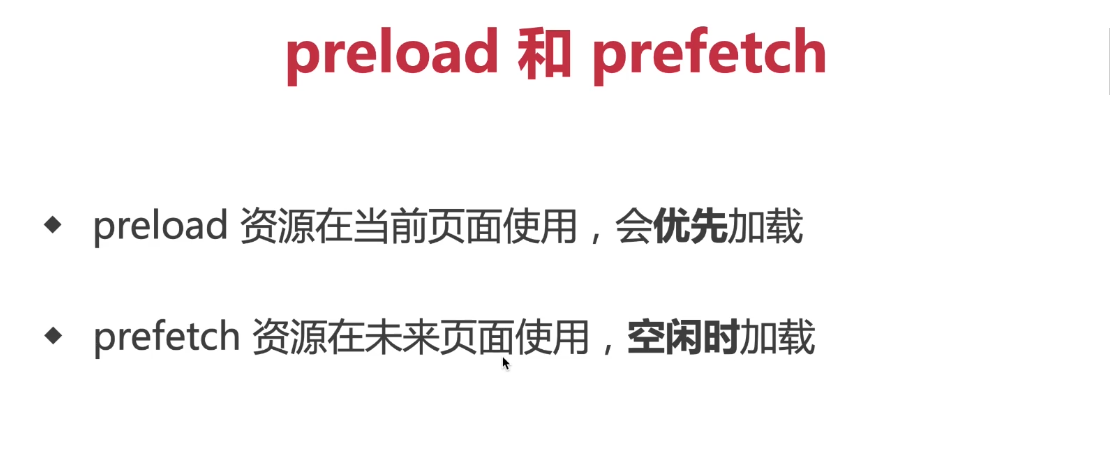 preload 和 prefetch
◆ preload 资源在当前页面使用，会优先加载
◆ prefetch 资源在未来页面使用，空闲时加载